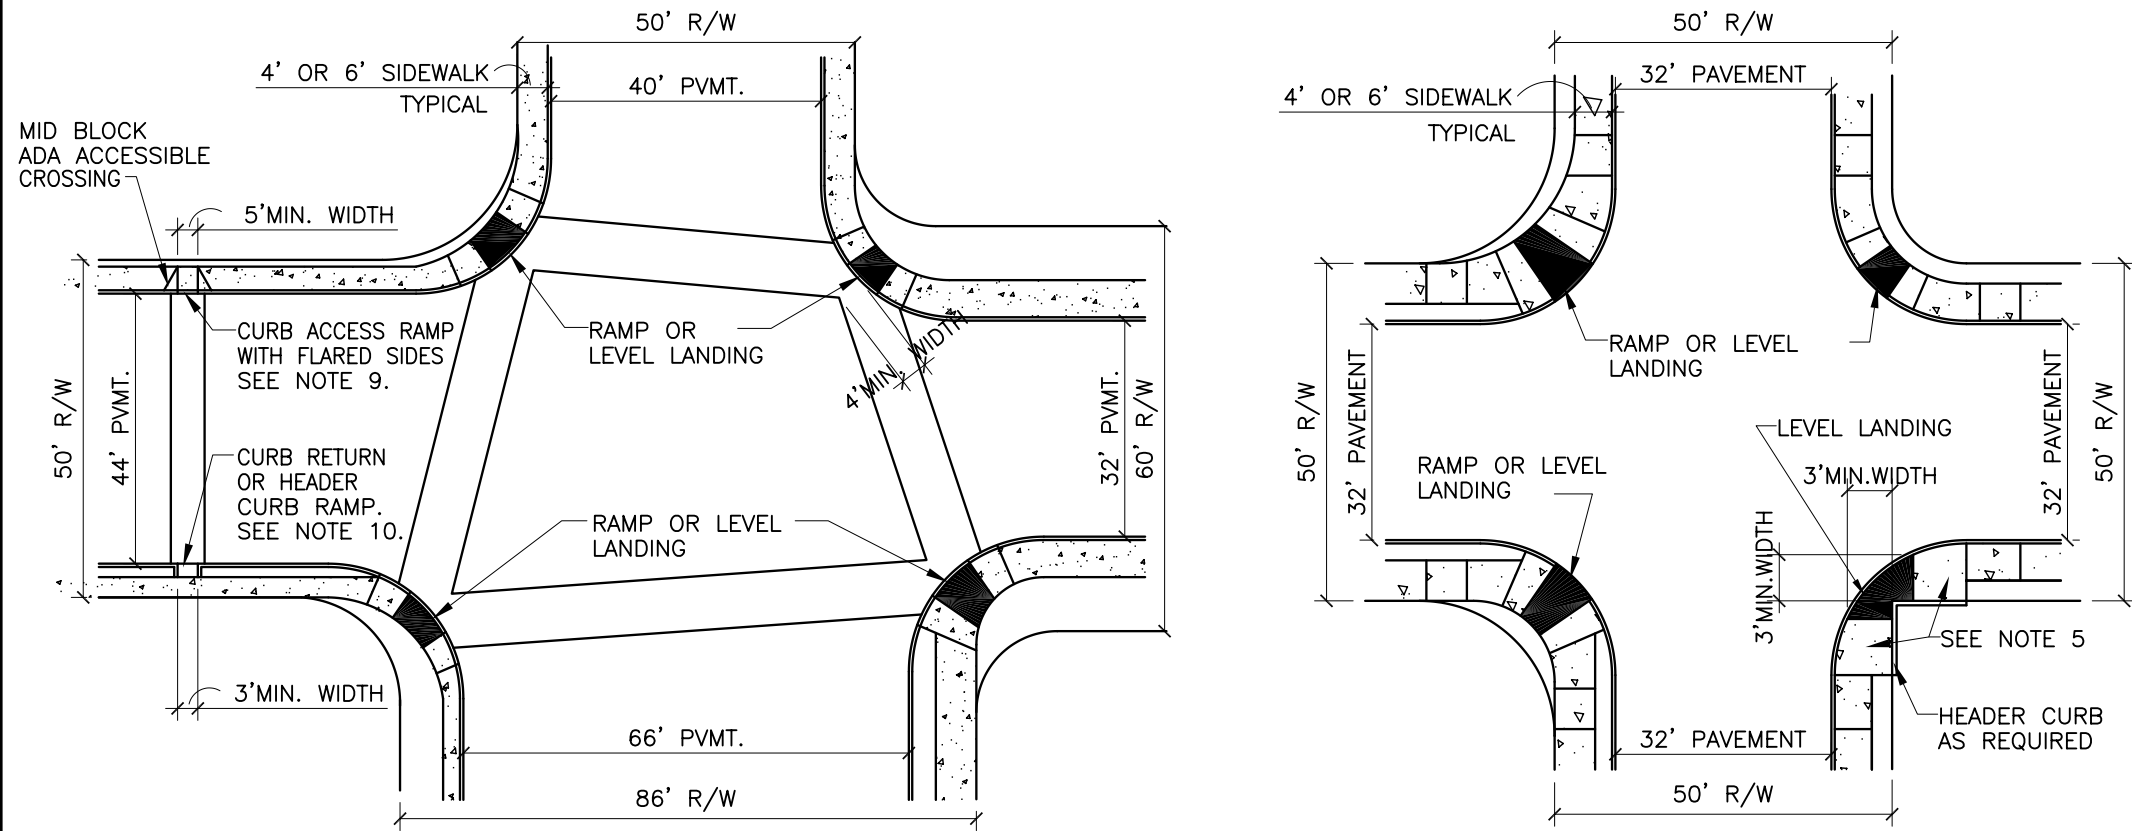 50' R/W
4' OR 6' SIDEWALK
TYPICAL
40' PVMT.
MID BLOCK
ADA ACCESSIBLE
CROSSING
5'MIN. WIDTH
CURB ACCESS RAMP
WITH FLARED SIDES
SEE NOTE 9.
RAMP OR
LEVEL LANDING
4'MIN. WIDTH
50' R/W
44' PVMT.
32' PVMT.
60' R/W
CURB RETURN
OR HEADER
CURB RAMP.
SEE NOTE 10.
RAMP OR LEVEL
LANDING
3'MIN. WIDTH
66' PVMT.
86' R/W
50' R/W
32' PAVEMENT
4' OR 6' SIDEWALK
TYPICAL
RAMP OR LEVEL
LANDING
50' R/W
32' PAVEMENT
32' PAVEMENT
50' R/W
LEVEL LANDING
3'MIN.WIDTH
RAMP OR LEVEL
LANDING
3'MIN.WIDTH
SEE NOTE 5
HEADER CURB
AS REQUIRED
32' PAVEMENT
50' R/W